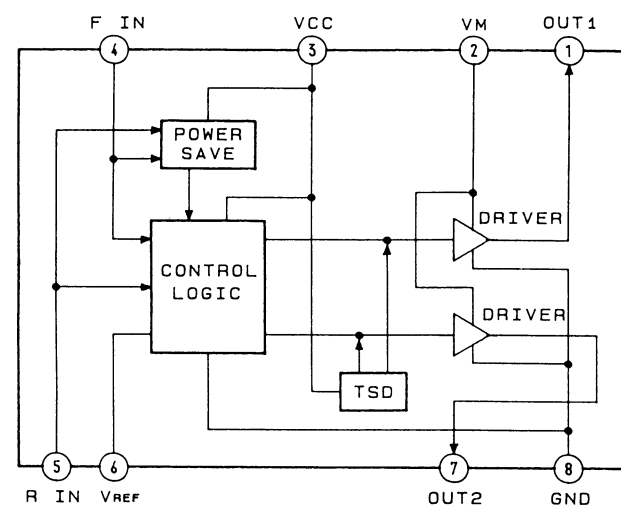 F IN VCC VM OUT1
4 3 2 1
POWER
SAVE
DRIVER
CONTROL
LOGIC
DRIVER
TSD
5 6 7 8
R IN VREF OUT2 GND